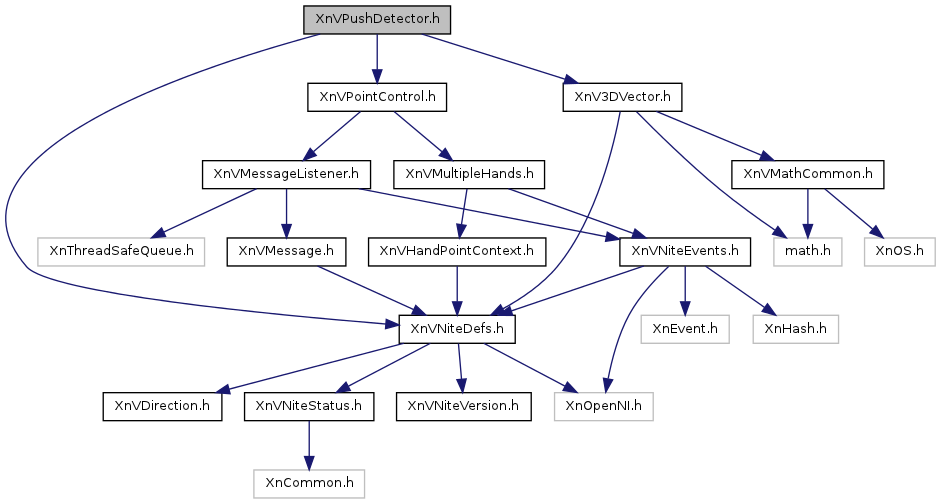 XnVPushDetector.h
XnVPointControl.h
XnV3DVector.h
XnVMessageListener.h
XnVMultipleHands.h
XnVMathCommon.h
XnThreadSafeQueue.h
XnVMessage.h
XnVHandPointContext.h
XnVNiteEvents.h
math.h
XnOS.h
XnVNiteDefs.h
XnEvent.h
XnHash.h
XnVDirection.h
XnVNiteStatus.h
XnVNiteVersion.h
XnOpenNI.h
XnCommon.h